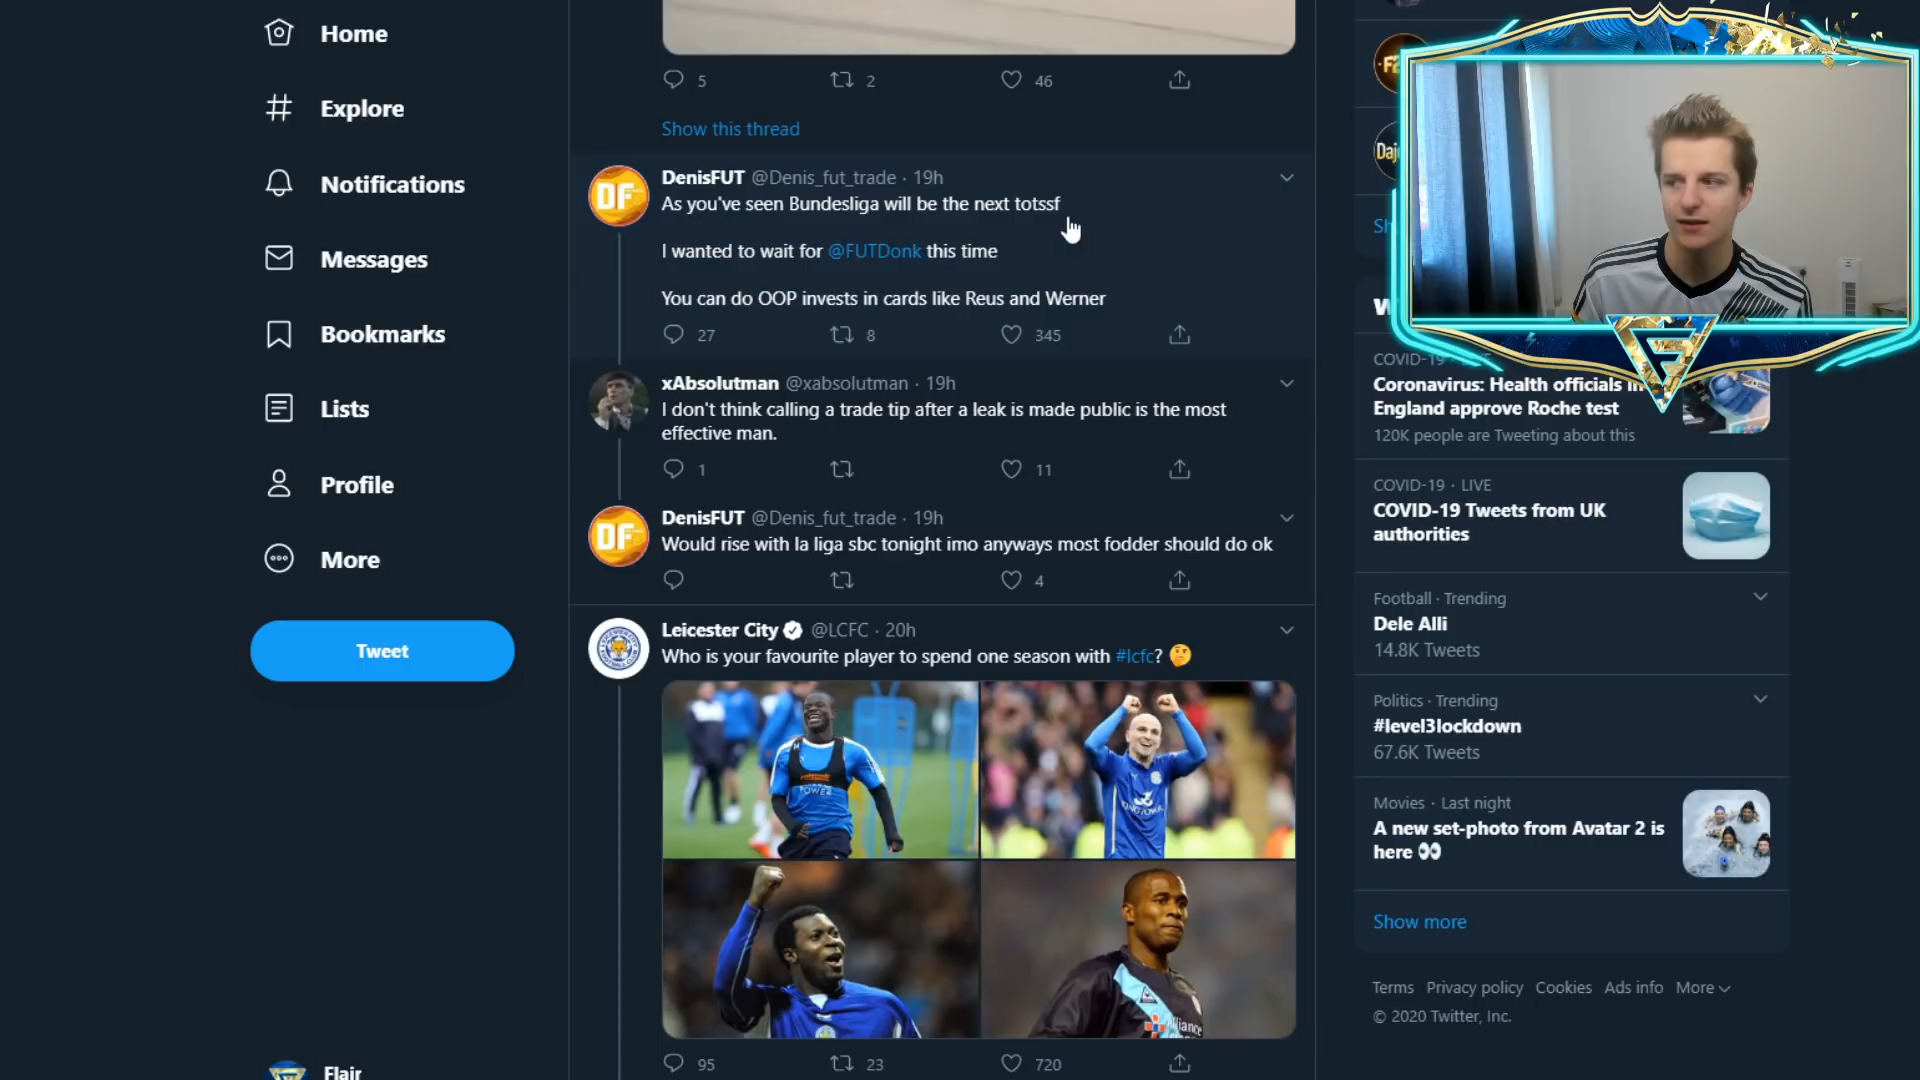 Home
Explore
Notifications
Messages
Bookmarks
Lists
Profile
More
Tweet
Flair
5
2
46
Show this thread
DF
DenisFUT @Denis_fut_trade · 19h
As you've seen Bundesliga will be the next totssf
I wanted to wait for @FUTDonk this time
You can do OOP invests in cards like Reus and Werner
27
8
345
xAbsolutman @xabsolutman · 19h
I don't think calling a trade tip after a leak is made public is the most
effective man.
1
11
DF
DenisFUT @Denis_fut_trade · 19h
Would rise with la liga sbc tonight imo anyways most fodder should do ok
4
Leicester City @LCFC · 20h
Who is your favourite player to spend one season with #lcfc? 🤔
KING POWER
95
23
720
COVID-19
Coronavirus: Health officials in
England approve Roche test
120K people are Tweeting about this
COVID-19 · LIVE
COVID-19 Tweets from UK
authorities
Football · Trending
Dele Alli
14.8K Tweets
Politics · Trending
#level3lockdown
67.6K Tweets
Movies · Last night
A new set-photo from Avatar 2 is
here 👀
Show more
Terms Privacy policy Cookies Ads info More
© 2020 Twitter, Inc.